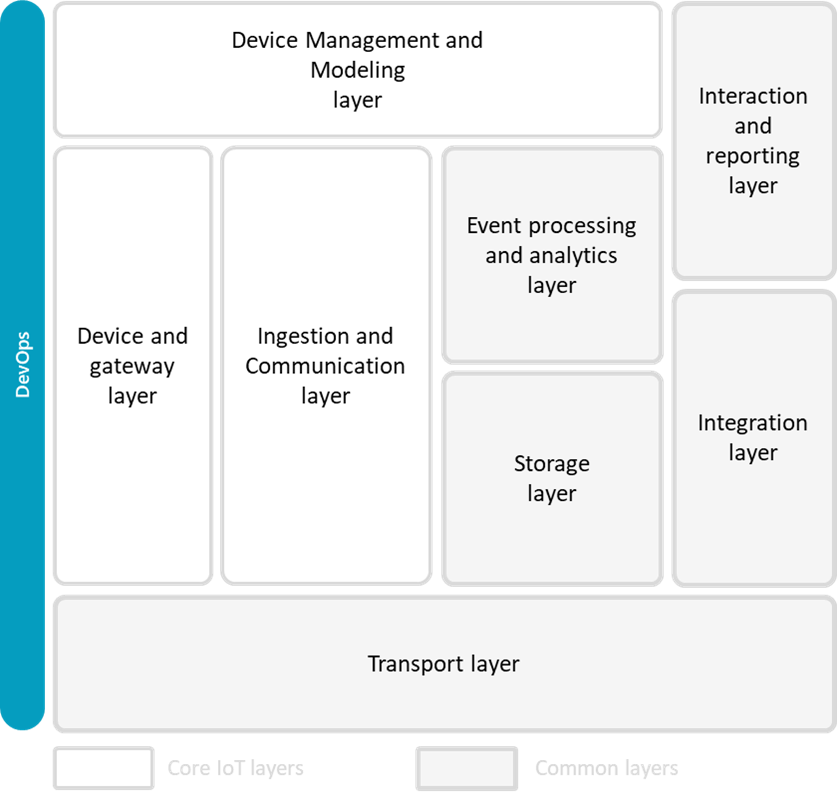 Device Management and
Modeling
layer
Interaction
and
reporting
layer
Event processing
and analytics
layer
Device and
gateway
layer
Ingestion and
Communication
layer
DevOps
Storage
layer
Integration
layer
Transport layer
Core IoT layers
Common layers